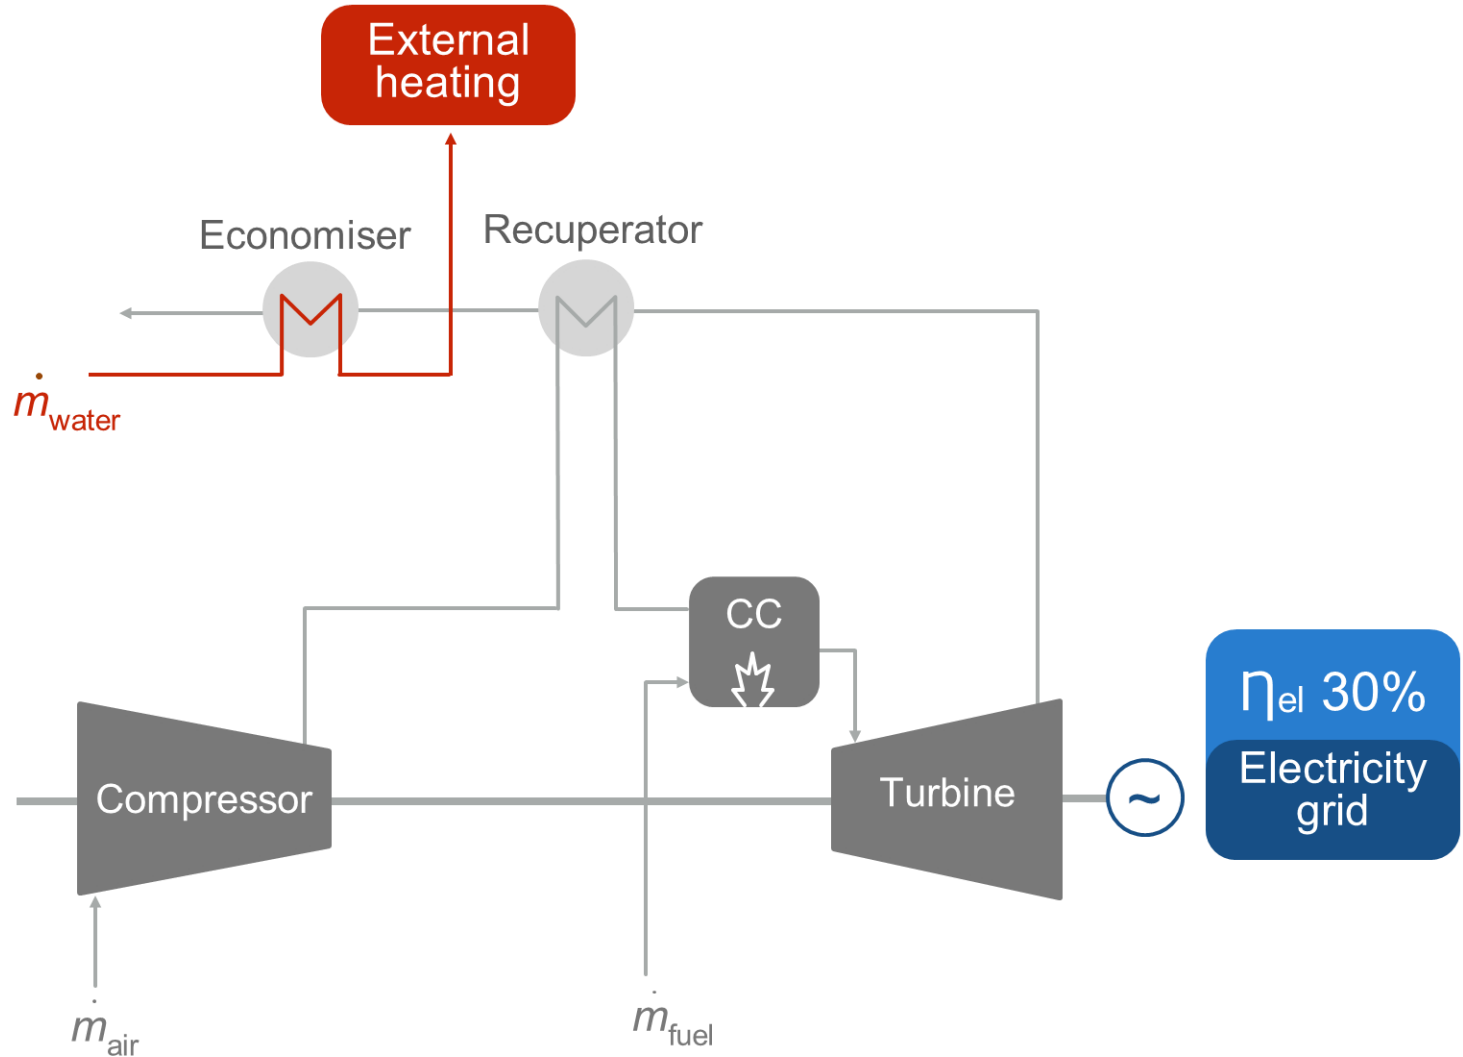 External
heating
Economiser
Recuperator
ṁwater
CC
ηel 30%
Electricity
grid
Compressor
Turbine
~
ṁair
ṁfuel